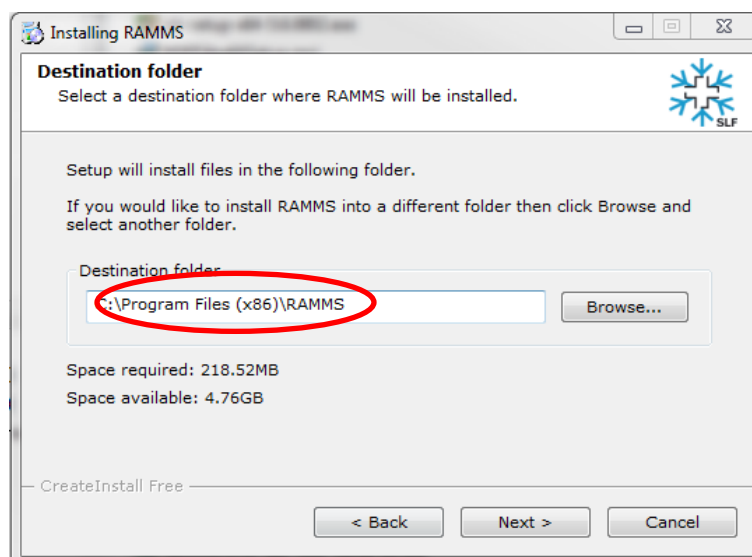 Installing RAMMS
Destination folder
Select a destination folder where RAMMS will be installed.
SLF
Setup will install files in the following folder.
If you would like to install RAMMS into a different folder then click Browse and
select another folder.
Destination folder
C:\Program Files (x86)\RAMMS
Browse...
Space required: 218.52MB
Space available: 4.76GB
CreateInstall Free
< Back
Next >
Cancel